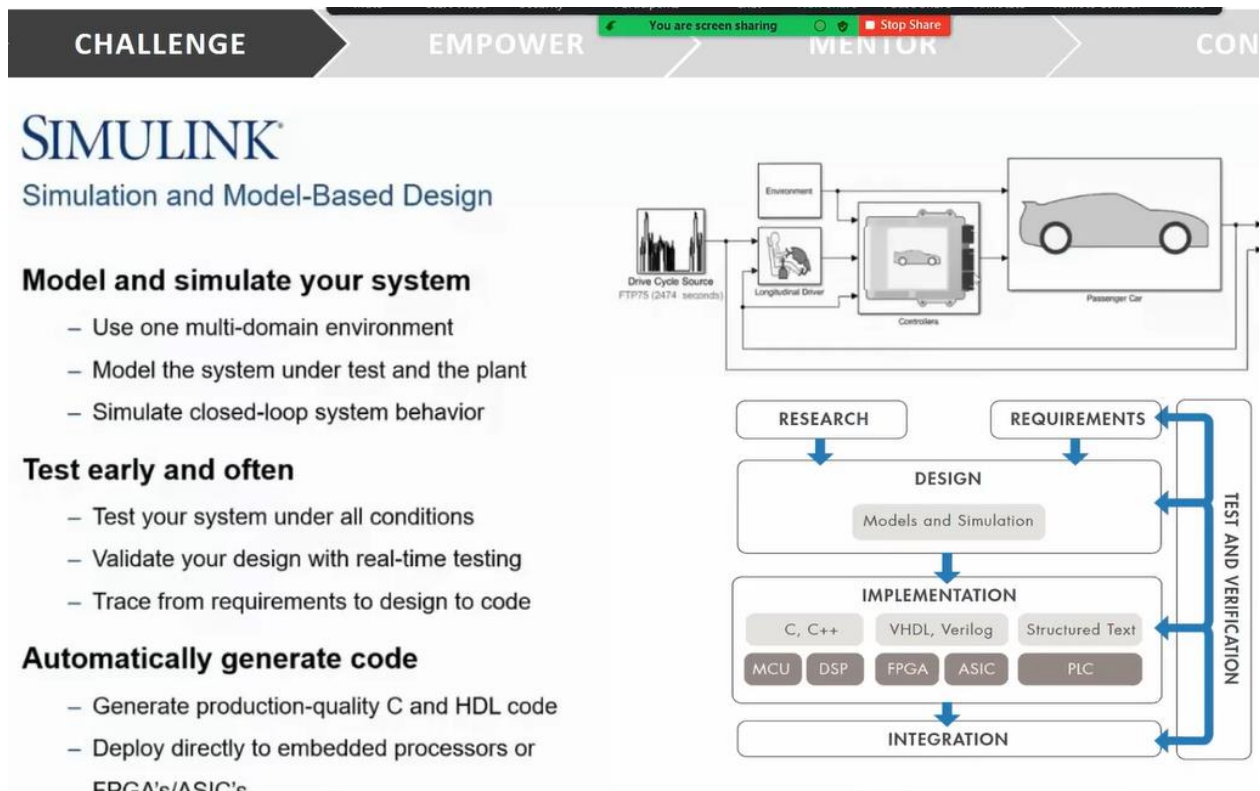 You are screen sharing
Stop Share
CHALLENGE
EMPOWER
MENTOR
CON
SIMULINK
Simulation and Model-Based Design
Model and simulate your system
– Use one multi-domain environment
– Model the system under test and the plant
– Simulate closed-loop system behavior
Test early and often
– Test your system under all conditions
– Validate your design with real-time testing
– Trace from requirements to design to code
Automatically generate code
– Generate production-quality C and HDL code
– Deploy directly to embedded processors or
FPGA's/ASIC's
Environment
Drive Cycle Source
FTP75 (2474 seconds)
Longitudinal Driver
Controllers
Passenger Car
RESEARCH
REQUIREMENTS
DESIGN
Models and Simulation
IMPLEMENTATION
C, C++
VHDL, Verilog
Structured Text
MCU
DSP
FPGA
ASIC
PLC
INTEGRATION
TEST AND VERIFICATION